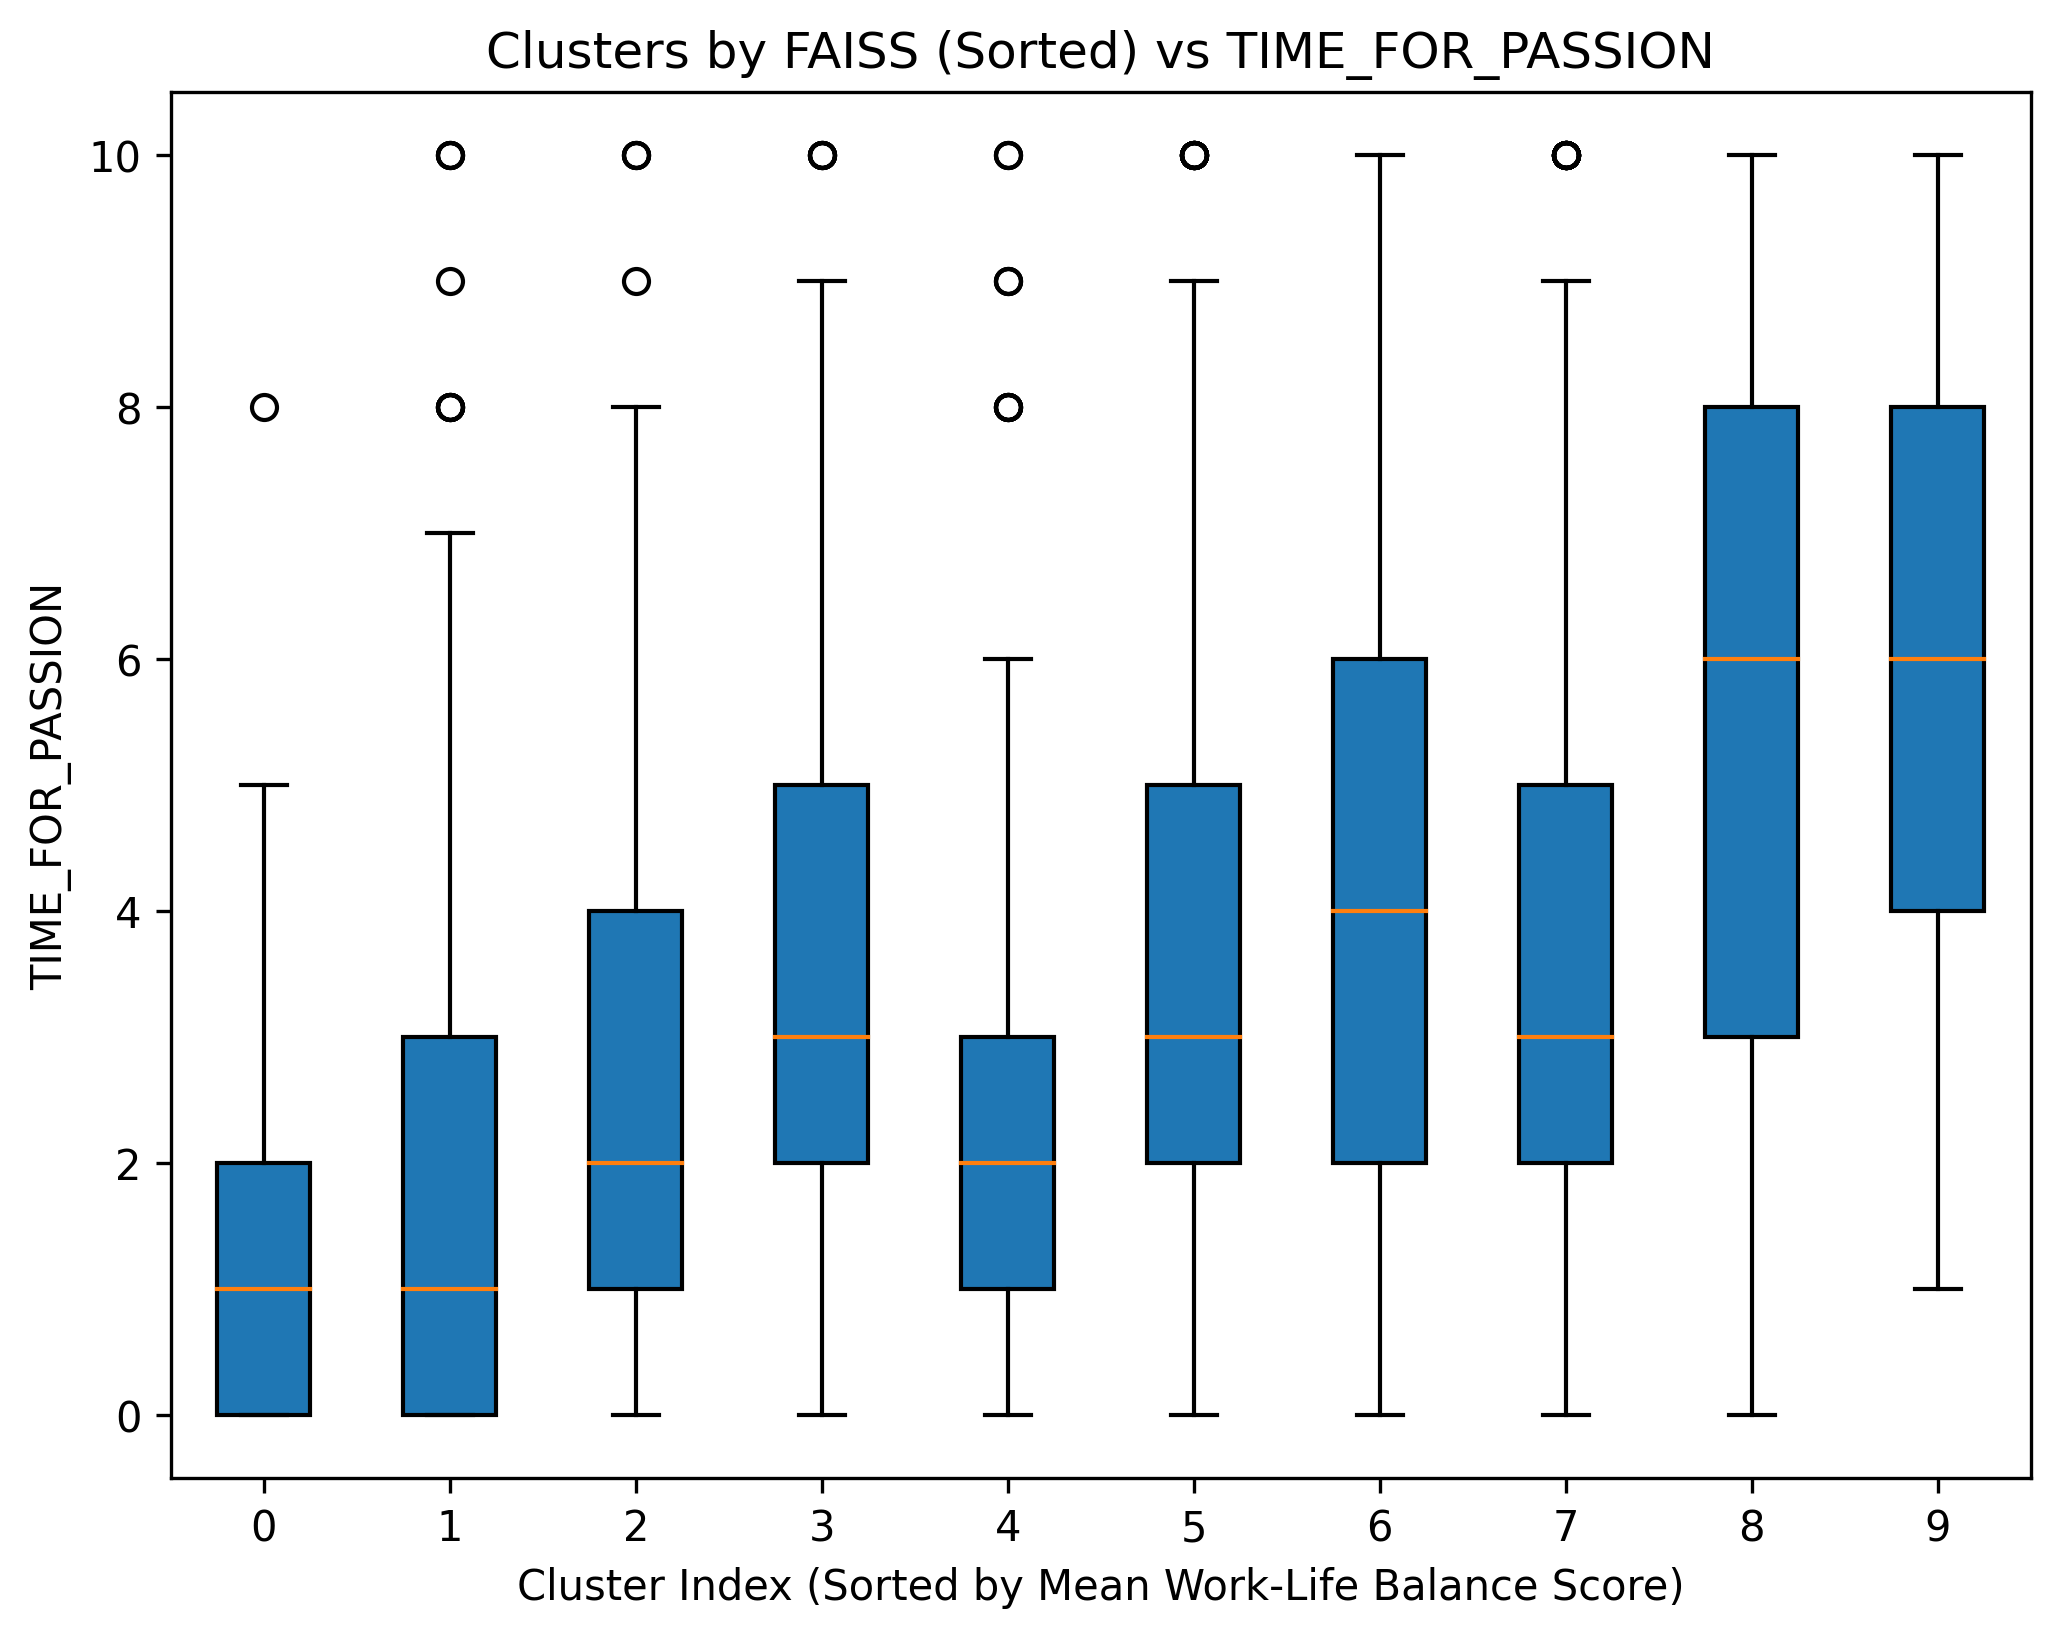 Clusters by FAISS (Sorted) vs TIME_FOR_PASSION
TIME_FOR_PASSION
10
8
6
4
2
0
0 1 2 3 4 5 6 7 8 9
Cluster Index (Sorted by Mean Work-Life Balance Score)